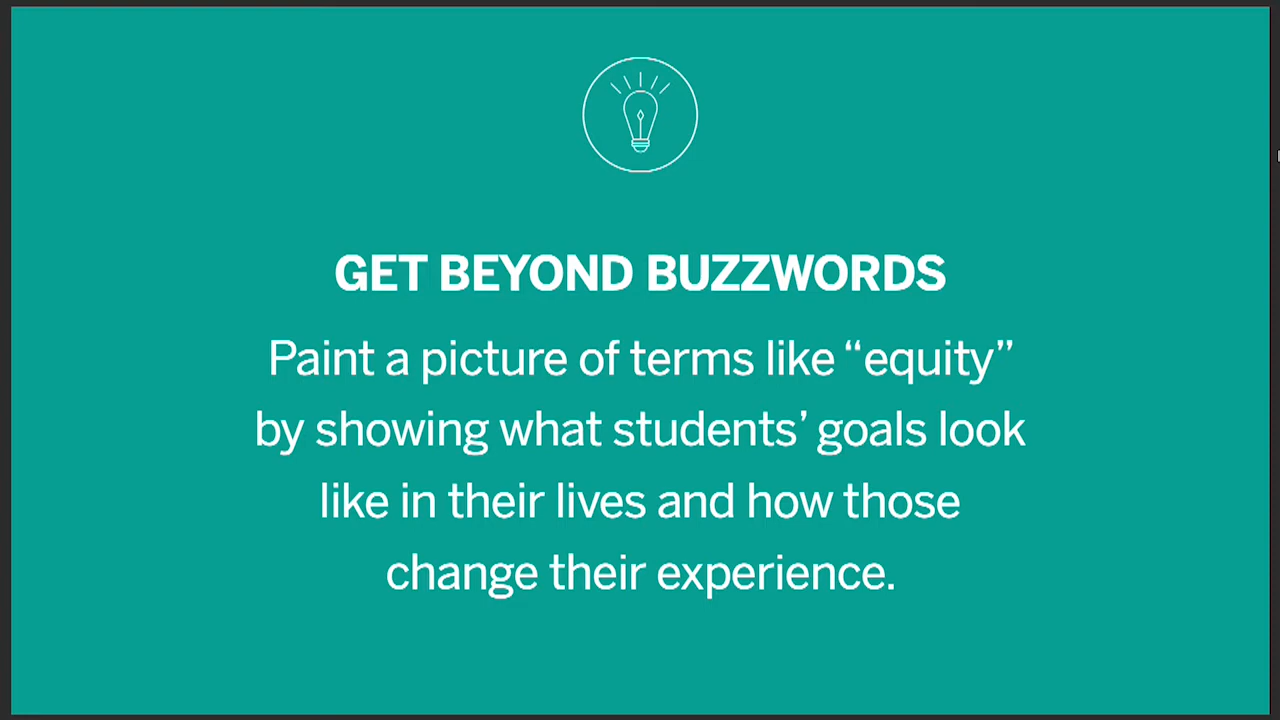 GET BEYOND BUZZWORDS
Paint a picture of terms like “equity”
by showing what students’ goals look
like in their lives and how those
change their experience.